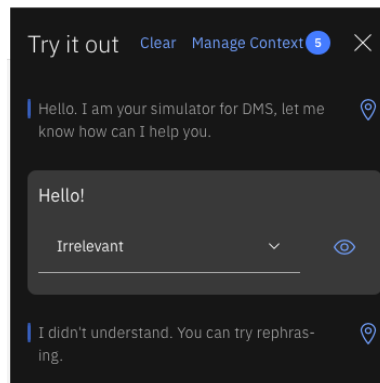 Try it out Clear Manage Context 5
Hello. I am your simulator for DMS, let me
know how can I help you.
Hello!
Irrelevant
I didn't understand. You can try rephras-
ing.